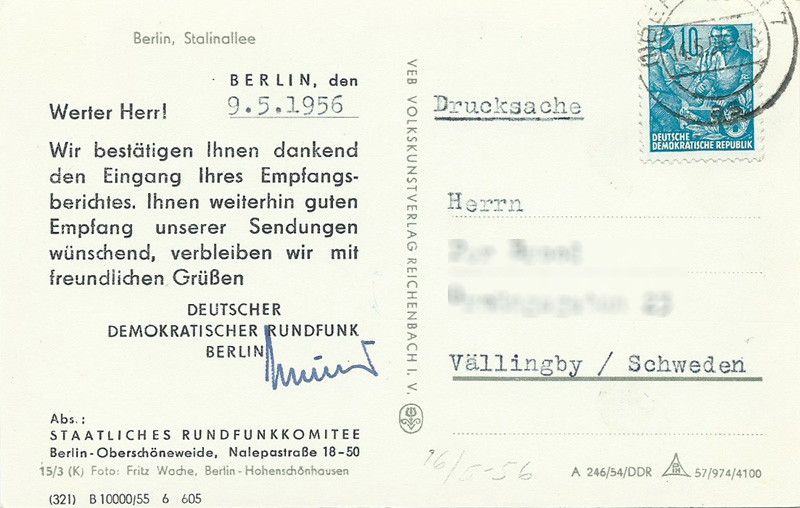 Berlin, Stalinallee
BERLIN, den
9.5.1956
Werter Herr!
Wir bestätigen Ihnen dankend
den Eingang Ihres Empfangs-
berichtes. Ihnen weiterhin guten
Empfang unserer Sendungen
wünschend, verbleiben wir mit
freundlichen Grüßen
DEUTSCHER
DEMOKRATISCHER RUNDFUNK
BERLIN
Abs.:
STAATLICHES RUNDFUNKKOMITEE
Berlin-Oberschöneweide, Nalepastraße 18-50
15/3 (K) Foto: Fritz Wache, Berlin-Hohenschönhausen
(321) B 10000/55 6 605
VEB VOLKSKUNSTVERLAG REICHENBACH I. V.
Drucksache
10
DEUTSCHE
DEMOKRATISCHE REPUBLIK
Herrn
Vällingby / Schweden
A 246/54/DDR
57/974/4100